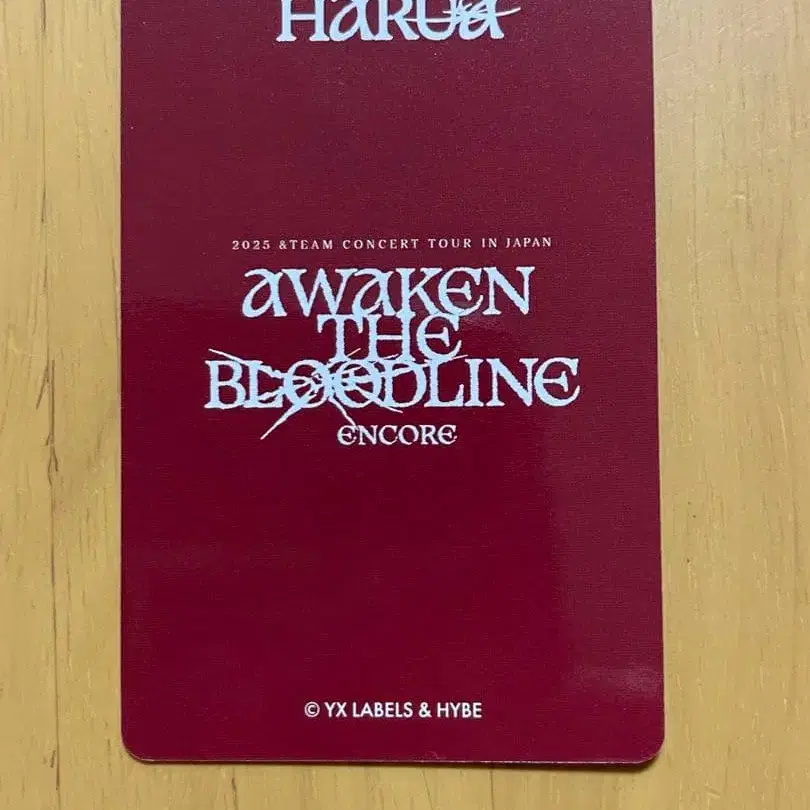 HARUA
2025 &TEAM CONCERT TOUR IN JAPAN
AWAKEN
THE
BLOODLINE
ENCORE
© YX LABELS & HYBE